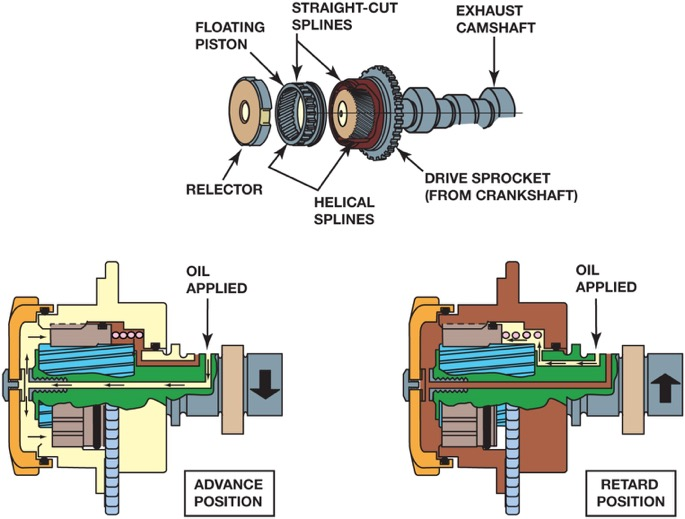 FLOATING
PISTON
STRAIGHT-CUT
SPLINES
EXHAUST
CAMSHAFT
RELECTOR
HELICAL
SPLINES
DRIVE SPROCKET
(FROM CRANKSHAFT)
OIL
APPLIED
OIL
APPLIED
ADVANCE
POSITION
RETARD
POSITION